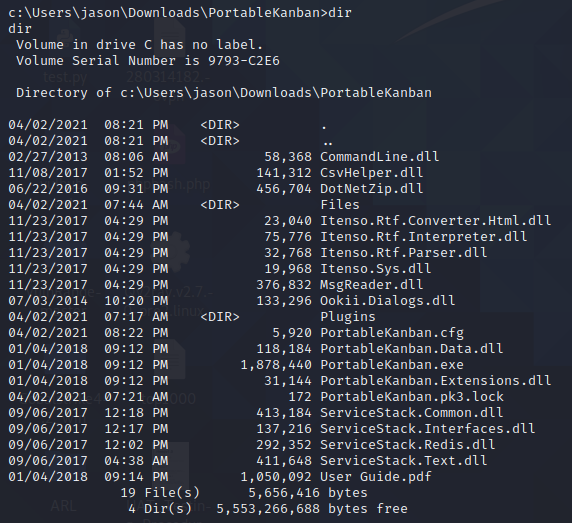 c:\Users\jason\Downloads\PortableKanban>dir
dir
 Volume in drive C has no label.
 Volume Serial Number is 9793-C2E6

 Directory of c:\Users\jason\Downloads\PortableKanban

04/02/2021  08:21 PM    <DIR>          .
04/02/2021  08:21 PM    <DIR>          ..
02/27/2013  08:06 AM            58,368 CommandLine.dll
11/08/2017  01:52 PM           141,312 CsvHelper.dll
06/22/2016  09:31 PM           456,704 DotNetZip.dll
04/02/2021  07:44 AM    <DIR>          Files
11/23/2017  04:29 PM            23,040 Itenso.Rtf.Converter.Html.dll
11/23/2017  04:29 PM            75,776 Itenso.Rtf.Interpreter.dll
11/23/2017  04:29 PM            32,768 Itenso.Rtf.Parser.dll
11/23/2017  04:29 PM            19,968 Itenso.Sys.dll
11/23/2017  04:29 PM           376,832 MsgReader.dll
07/03/2014  10:20 PM           133,296 Ookii.Dialogs.dll
04/02/2021  07:17 AM    <DIR>          Plugins
04/02/2021  08:22 PM             5,920 PortableKanban.cfg
01/04/2018  09:12 PM           118,184 PortableKanban.Data.dll
01/04/2018  09:12 PM         1,878,440 PortableKanban.exe
01/04/2018  09:12 PM            31,144 PortableKanban.Extensions.dll
04/02/2021  07:21 AM               172 PortableKanban.pk3.lock
09/06/2017  12:18 PM           413,184 ServiceStack.Common.dll
09/06/2017  12:17 PM           137,216 ServiceStack.Interfaces.dll
09/06/2017  12:02 PM           292,352 ServiceStack.Redis.dll
09/06/2017  04:38 AM           411,648 ServiceStack.Text.dll
01/04/2018  09:14 PM         1,050,092 User Guide.pdf
              19 File(s)      5,656,416 bytes
               4 Dir(s)   5,553,266,688 bytes free